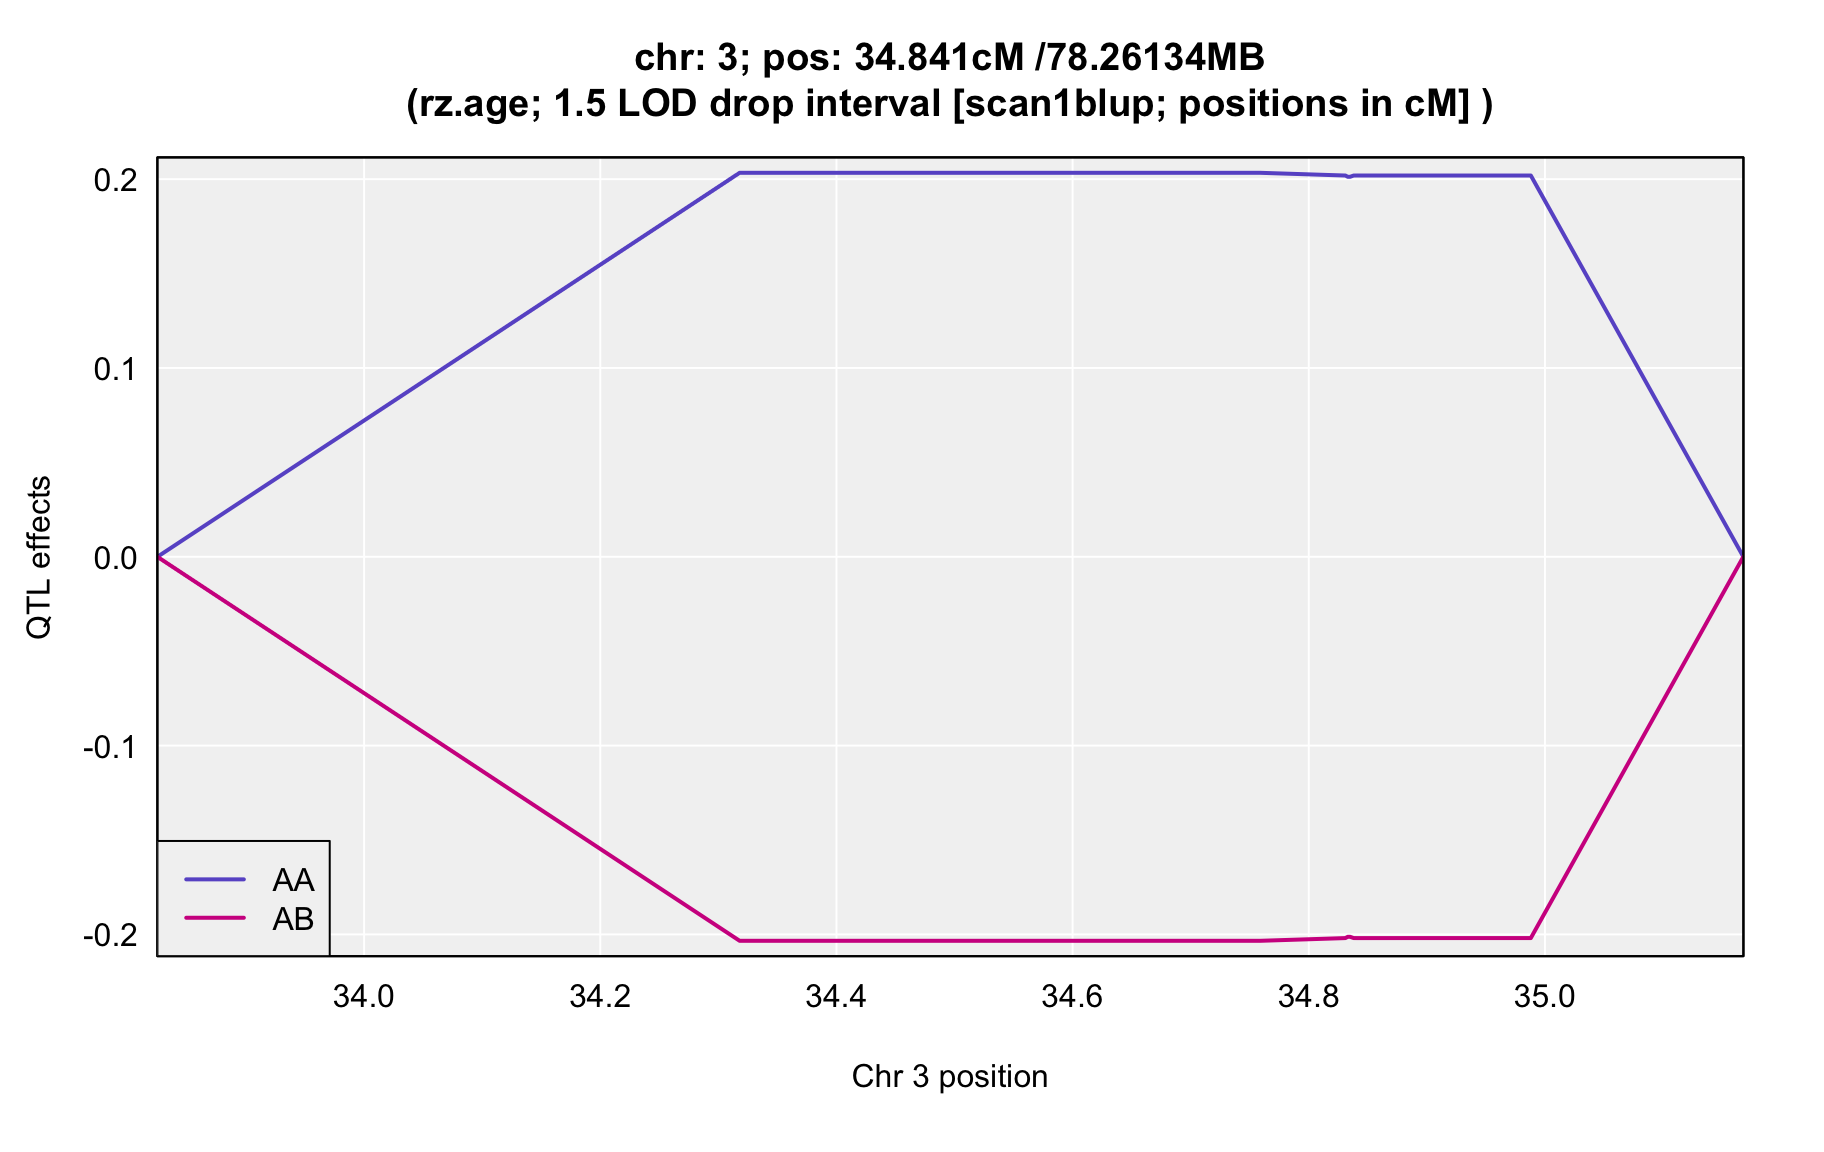 chr: 3; pos: 34.841cM /78.26134MB
(rz.age; 1.5 LOD drop interval [scan1blup; positions in cM] )
QTL effects
0.2
0.1
0.0
-0.1
-0.2
AA
AB
34.0 34.2 34.4 34.6 34.8 35.0
Chr 3 position